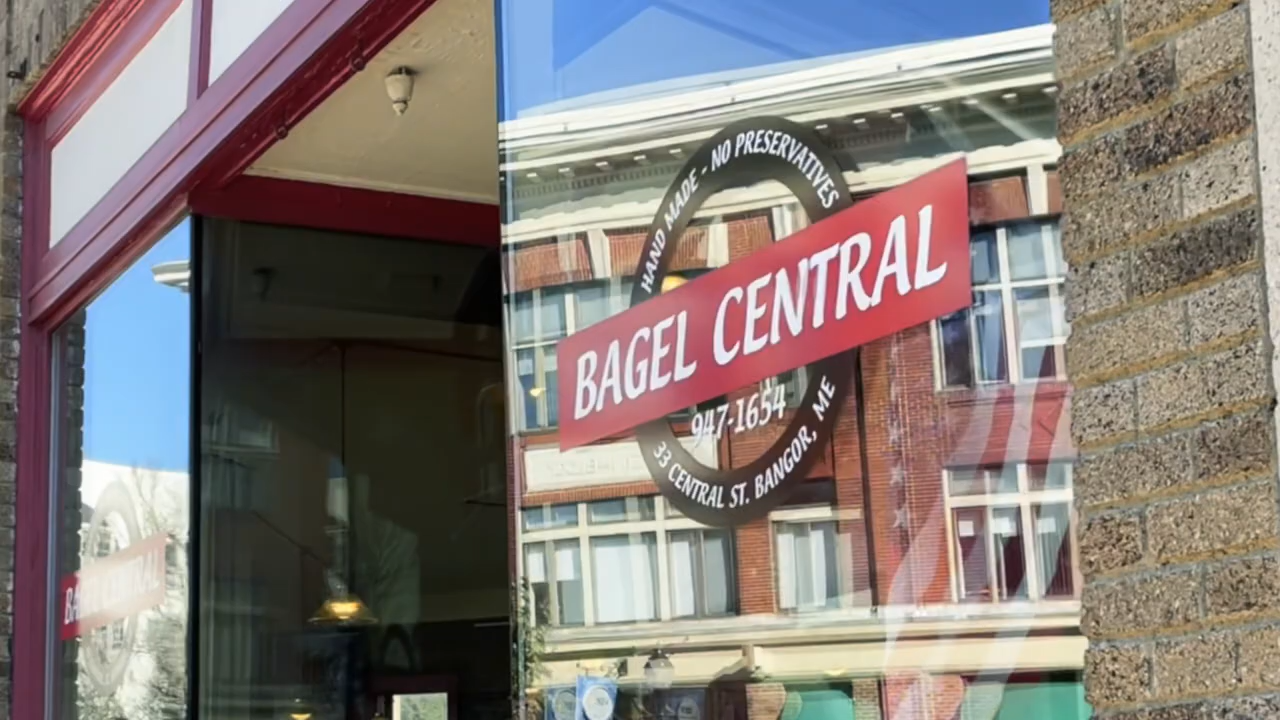 HAND MADE - NO PRESERVATIVES
BAGEL CENTRAL
947-1654
33 CENTRAL ST. BANGOR, ME